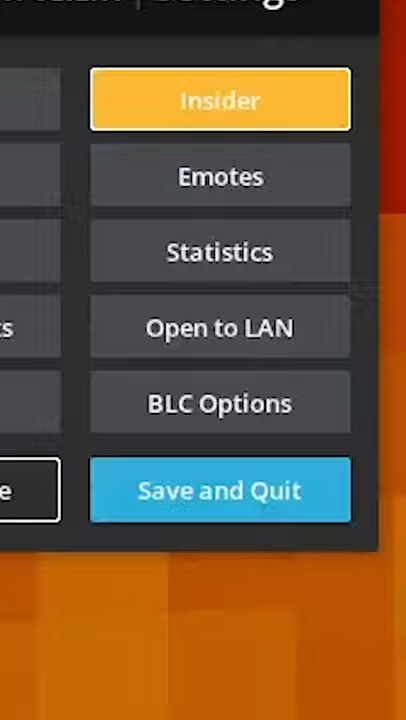 Insider
Emotes
Statistics
Open to LAN
BLC Options
Save and Quit